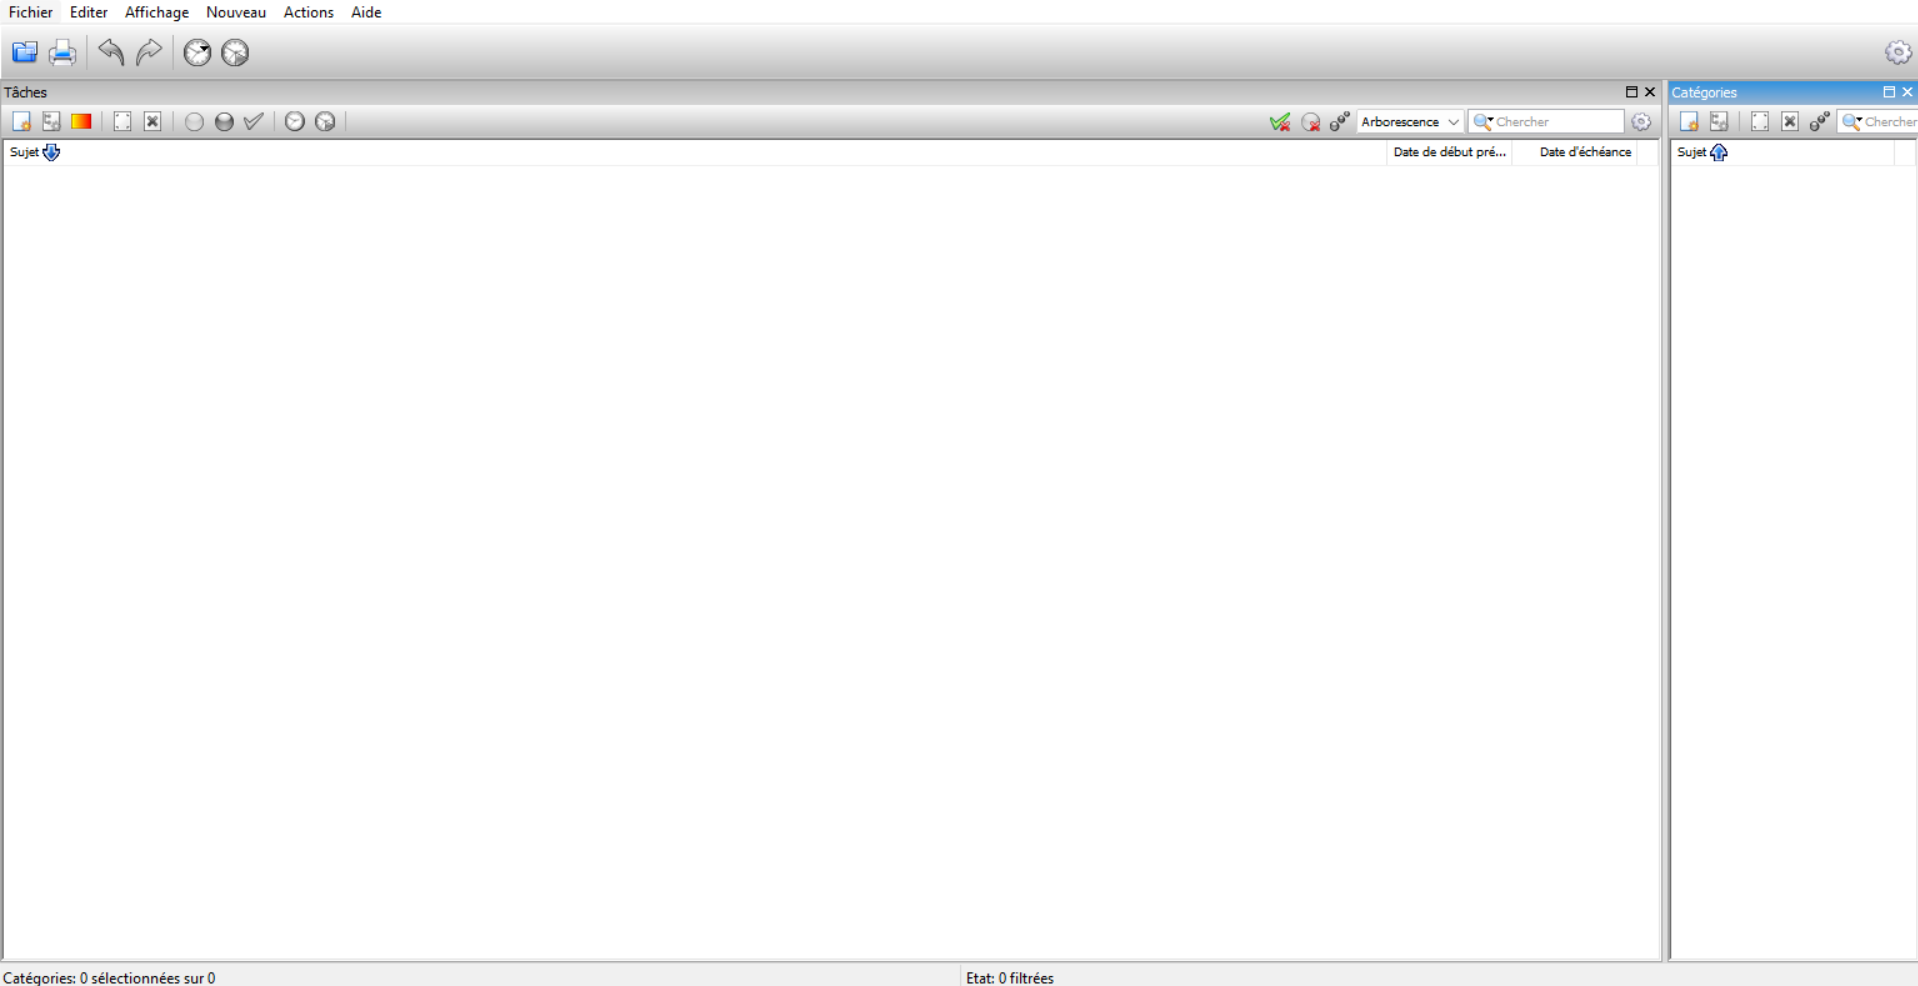 Fichier Editer Affichage Nouveau Actions Aide
Tâches
Catégories
Arborescence
Chercher
Chercher
Sujet
Date de début pré...
Date d'échéance
Sujet
Catégories: 0 sélectionnées sur 0
Etat: 0 filtrées